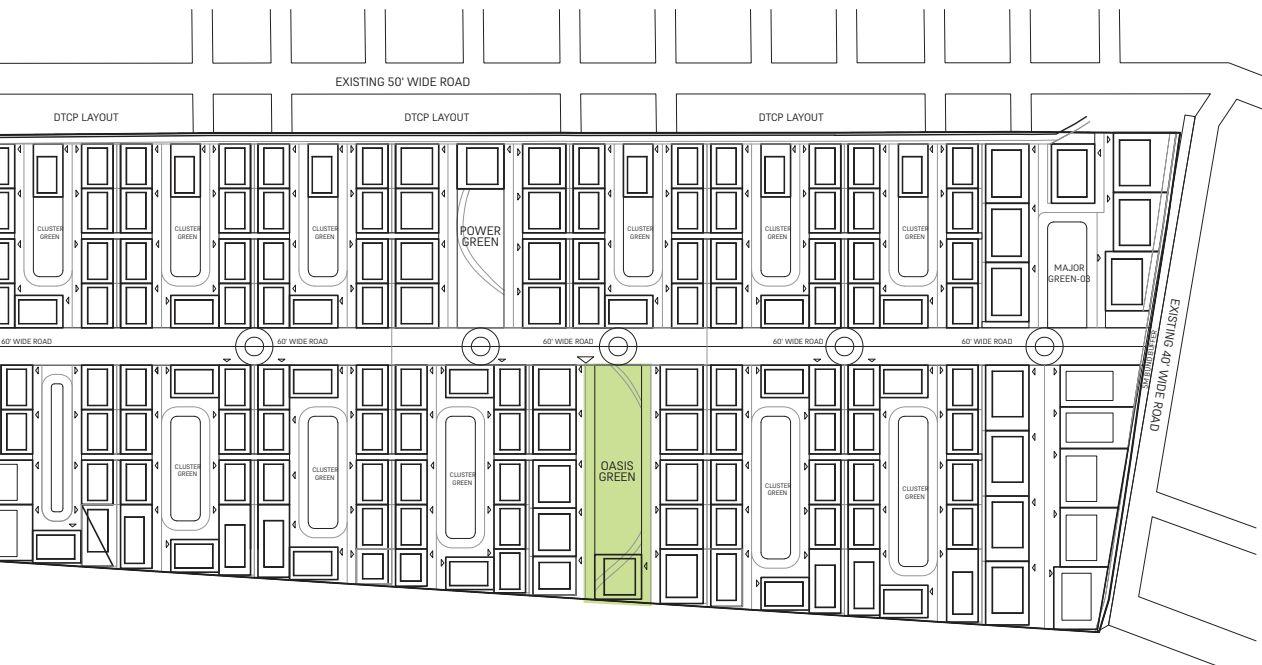 EXISTING 50' WIDE ROAD
DTCP LAYOUT
DTCP LAYOUT
DTCP LAYOUT
CLUSTER
GREEN
CLUSTER
GREEN
CLUSTER
GREEN
POWER
GREEN
CLUSTER
GREEN
CLUSTER
GREEN
CLUSTER
GREEN
MAJOR
GREEN-03
60' WIDE ROAD
60' WIDE ROAD
60' WIDE ROAD
60' WIDE ROAD
60' WIDE ROAD
EXISTING 40' WIDE ROAD
CLUSTER
GREEN
CLUSTER
GREEN
CLUSTER
GREEN
OASIS
GREEN
CLUSTER
GREEN
CLUSTER
GREEN